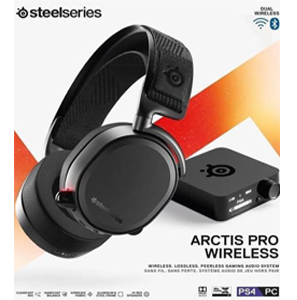 steelseries
DUAL
WIRELESS
ARCTIS PRO
WIRELESS
WIRELESS, LOSSLESS, PEERLESS GAMING AUDIO SYSTEM
SANS FIL, SANS PERTE, SYSTÈME AUDIO DE JEU HORS PAIR
PS4
PC